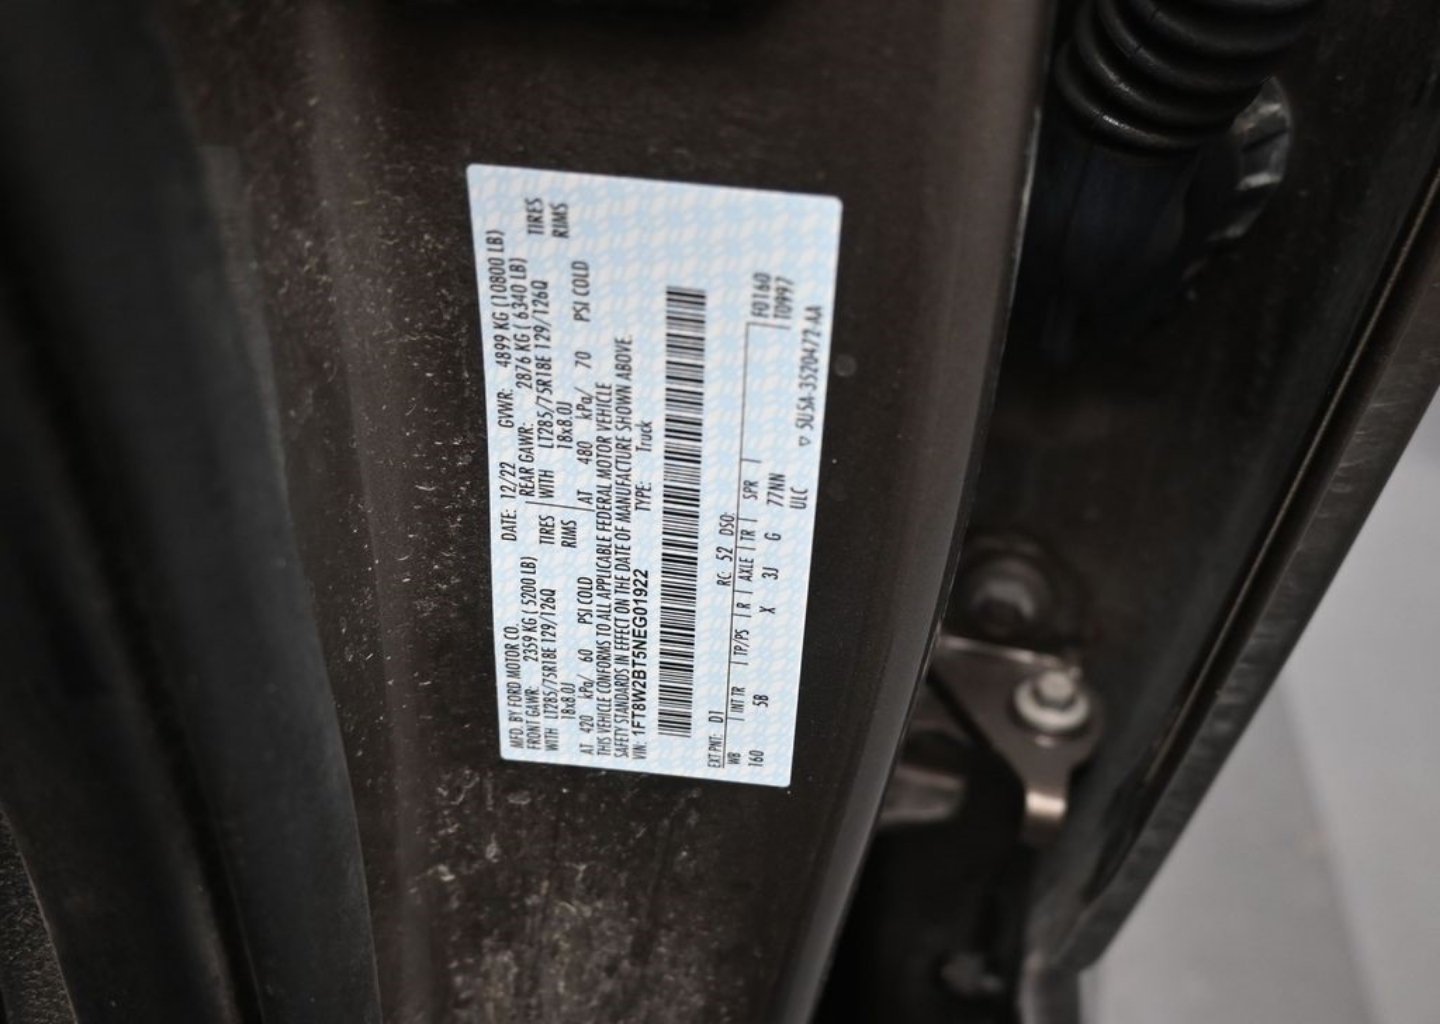 MFD. BY FORD MOTOR CO. DATE: 12/22 GVWR: 4899 KG (10800 LB)
FRONT GAWR: 2359 KG ( 5200 LB) REAR GAWR: 2876 KG ( 6340 LB)
WITH LT285/75R18E 129/126Q TIRES WITH LT285/75R18E 129/126Q TIRES
18x8.0J RIMS 18x8.0J RIMS
AT 420 kPa/ 60 PSI COLD AT 480 kPa/ 70 PSI COLD
THIS VEHICLE CONFORMS TO ALL APPLICABLE FEDERAL MOTOR VEHICLE
SAFETY STANDARDS IN EFFECT ON THE DATE OF MANUFACTURE SHOWN ABOVE.
VIN: 1FT8W2BT5NEG01922 TYPE: Truck
EXT PNT: D1 RC: 52 DSO: F0160
WB INT TR TP/PS R AXLE TR SPR T0997
160 5B X 3J G 77NN
ULC ▽ 5U5A-3520472-AA